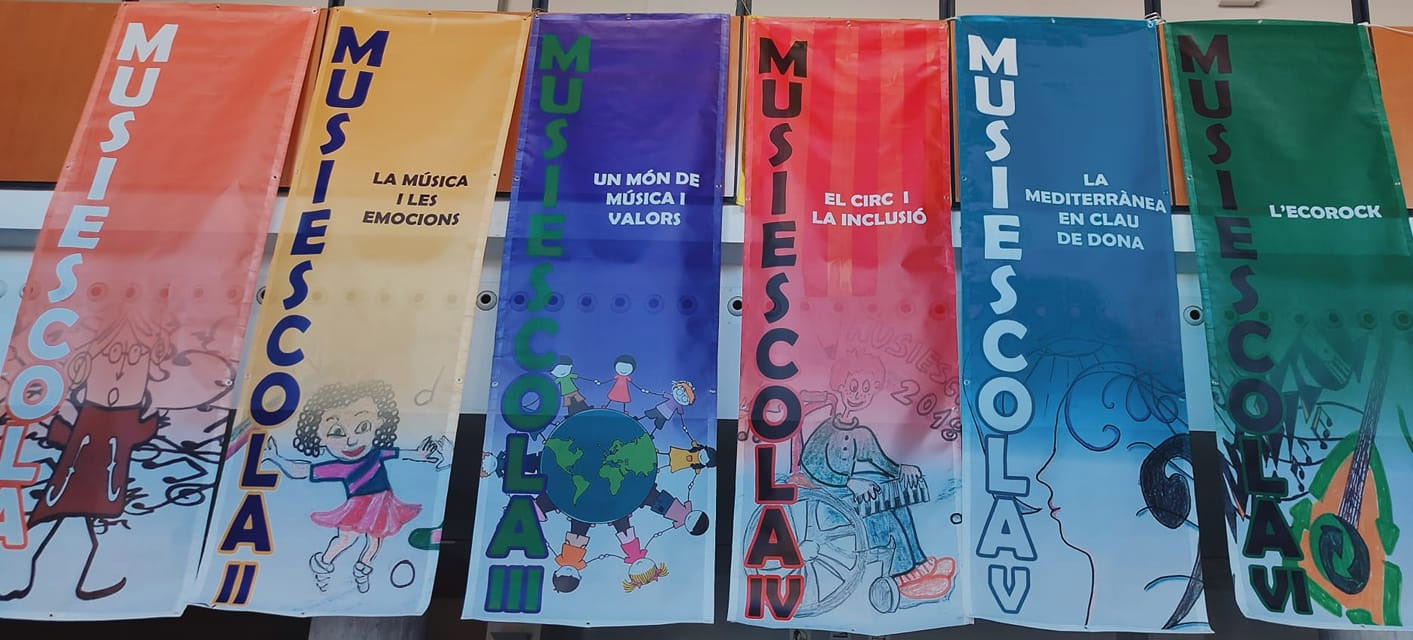 MUSIESCOLA
MUSIESCOLA II
LA MÚSICA
I LES
EMOCIONS
MUSIESCOLA III
UN MÓN DE
MÚSICA I
VALORS
MUSIESCOLA IV
EL CIRC I
LA INCLUSIÓ
MUSIESCOLA V
LA
MEDITERRÀNEA
EN CLAU
DE DONA
MUSIESCOLA VI
L'ECOROCK